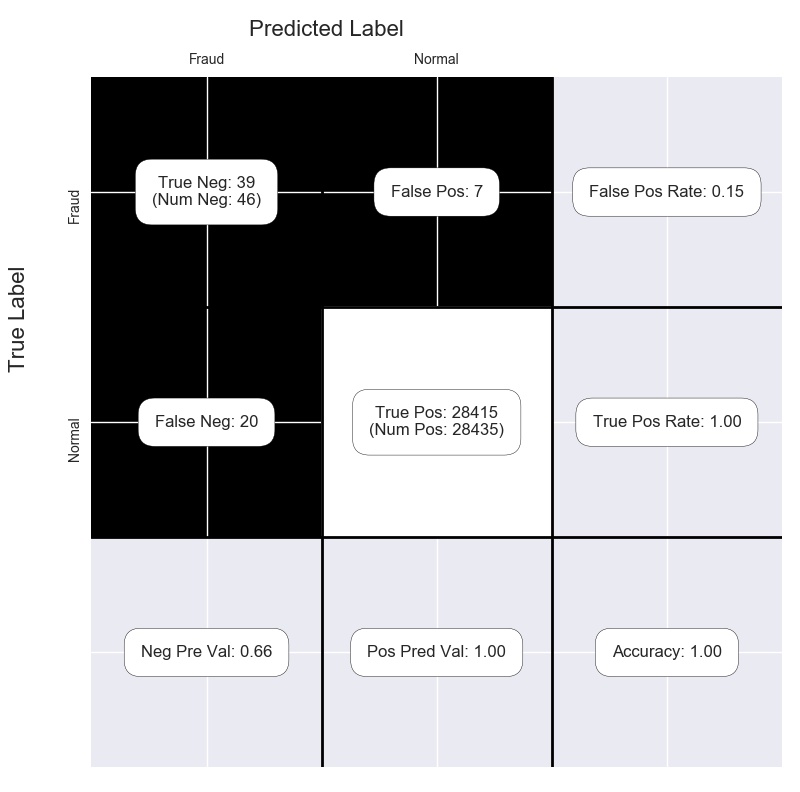 Predicted Label
Fraud
Normal
True Label
Fraud
True Neg: 39
(Num Neg: 46)
False Pos: 7
False Pos Rate: 0.15
Normal
False Neg: 20
True Pos: 28415
(Num Pos: 28435)
True Pos Rate: 1.00
Neg Pre Val: 0.66
Pos Pred Val: 1.00
Accuracy: 1.00